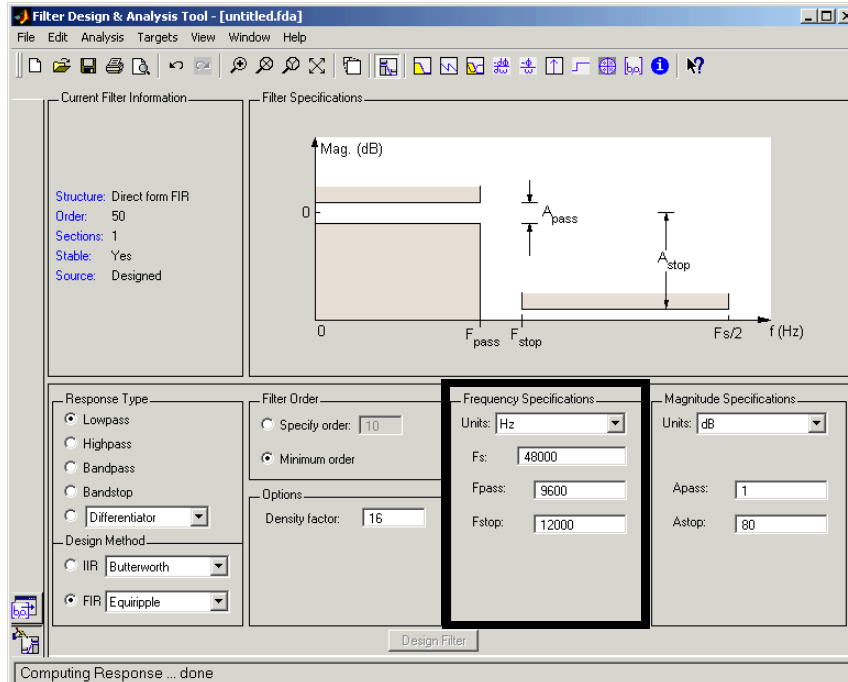 Filter Design & Analysis Tool - [untitled.fda]
File Edit Analysis Targets View Window Help
Current Filter Information
Structure: Direct form FIR
Order: 50
Sections: 1
Stable: Yes
Source: Designed
Filter Specifications
Mag. (dB)
0
Apass
Astop
0
Fpass
Fstop
Fs/2
f (Hz)
Response Type
Lowpass
Highpass
Bandpass
Bandstop
Differentiator
Design Method
IIR Butterworth
FIR Equiripple
Filter Order
Specify order: 10
Minimum order
Options
Density factor: 16
Frequency Specifications
Units: Hz
Fs: 48000
Fpass: 9600
Fstop: 12000
Magnitude Specifications
Units: dB
Apass: 1
Astop: 80
Design Filter
Computing Response ... done